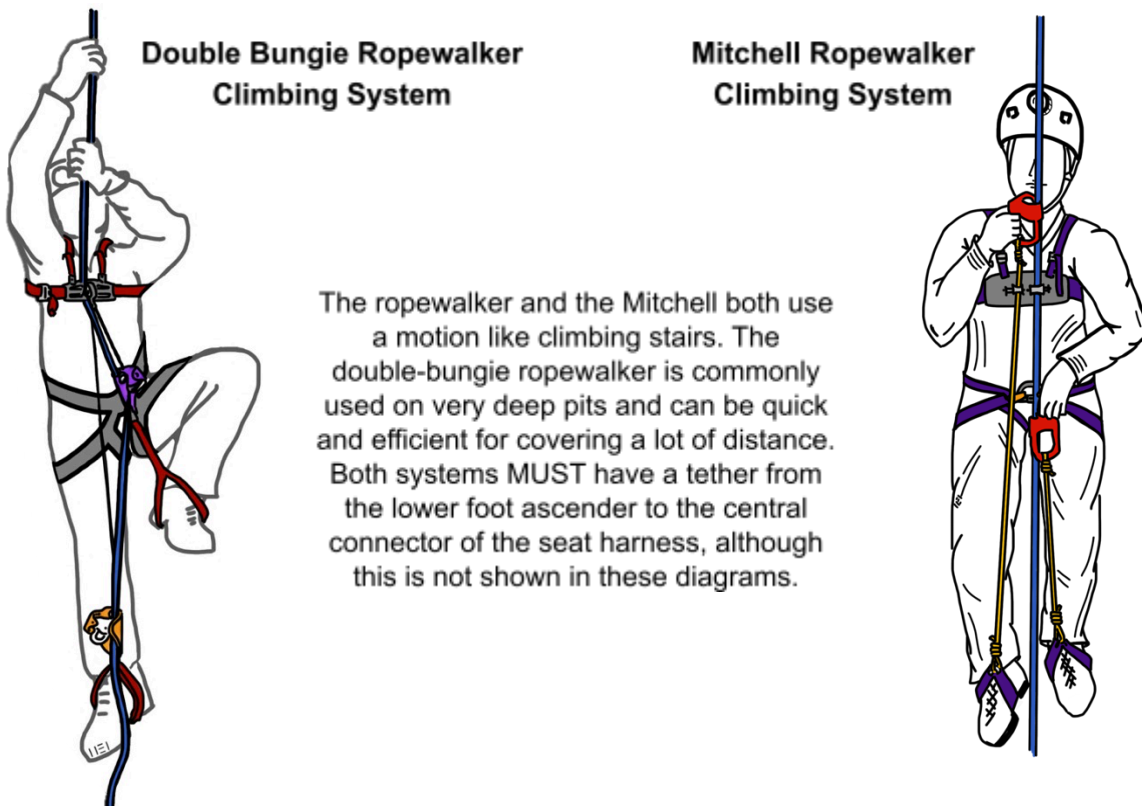 Double Bungie Ropewalker
Climbing System
Mitchell Ropewalker
Climbing System
The ropewalker and the Mitchell both use
a motion like climbing stairs. The
double-bungie ropewalker is commonly
used on very deep pits and can be quick
and efficient for covering a lot of distance.
Both systems MUST have a tether from
the lower foot ascender to the central
connector of the seat harness, although
this is not shown in these diagrams.